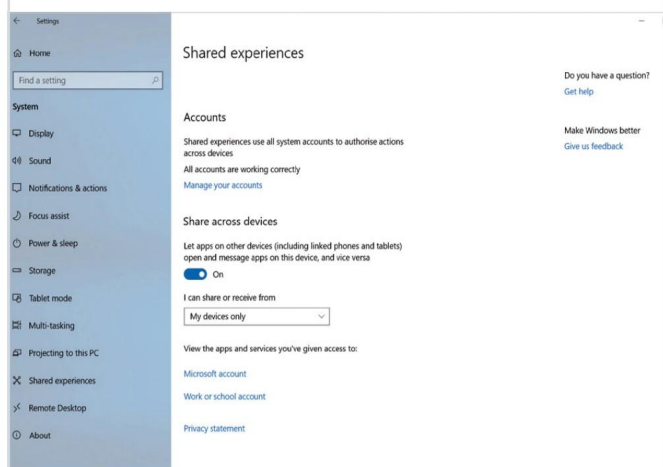 Settings
Home
Find a setting
System
Display
Sound
Notifications & actions
Focus assist
Power & sleep
Storage
Tablet mode
Multi-tasking
Projecting to this PC
Shared experiences
Remote Desktop
About
Shared experiences
Accounts
Shared experiences use all system accounts to authorise actions
across devices
All accounts are working correctly
Manage your accounts
Share across devices
Let apps on other devices (including linked phones and tablets)
open and message apps on this device, and vice versa
On
I can share or receive from
My devices only
View the apps and services you've given access to:
Microsoft account
Work or school account
Privacy statement
Do you have a question?
Get help
Make Windows better
Give us feedback